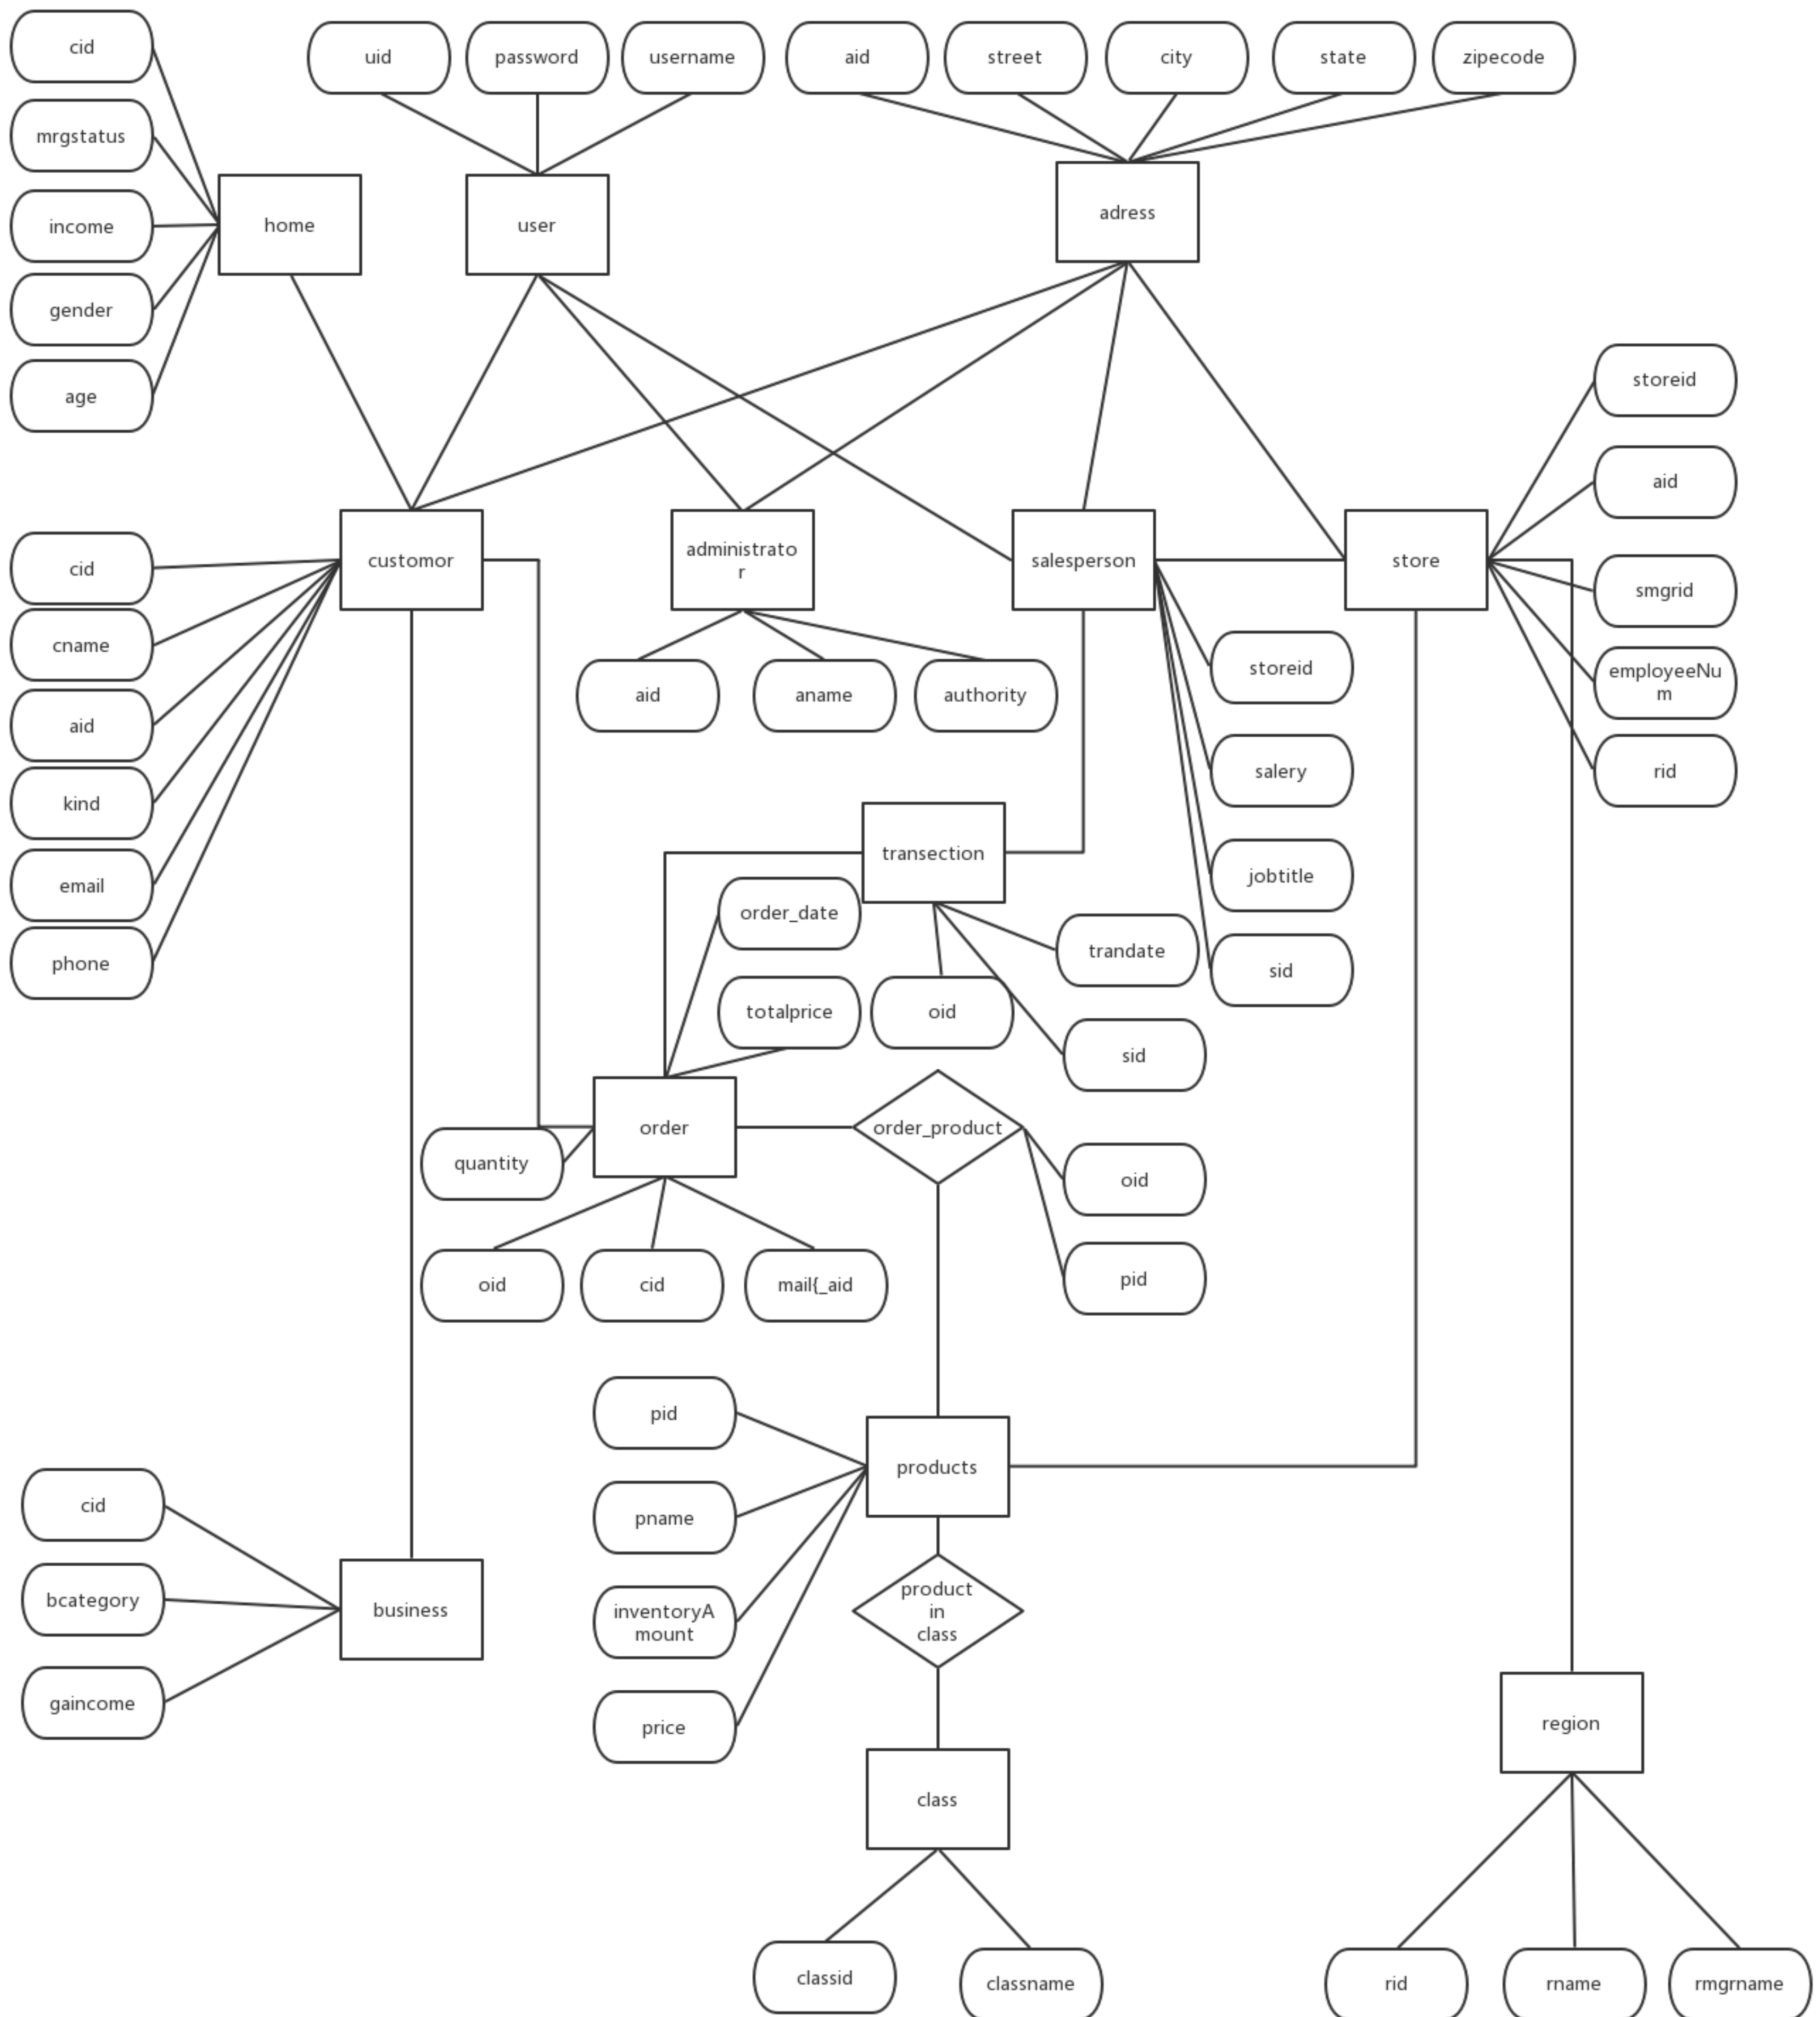 cid
uid
password
username
aid
street
city
state
zipecode
mrgstatus
income
gender
age
home
user
adress
storeid
aid
smgrid
employeeNu
m
rid
customor
administrato
r
salesperson
store
cid
cname
aid
kind
email
phone
aid
aname
authority
storeid
salery
jobtitle
sid
transection
order_date
totalprice
trandate
oid
sid
order
order_product
quantity
oid
pid
oid
cid
mail{_aid
pid
pname
inventoryA
mount
price
products
cid
bcategory
gaincome
business
product
in
class
class
region
classid
classname
rid
rname
rmgrname